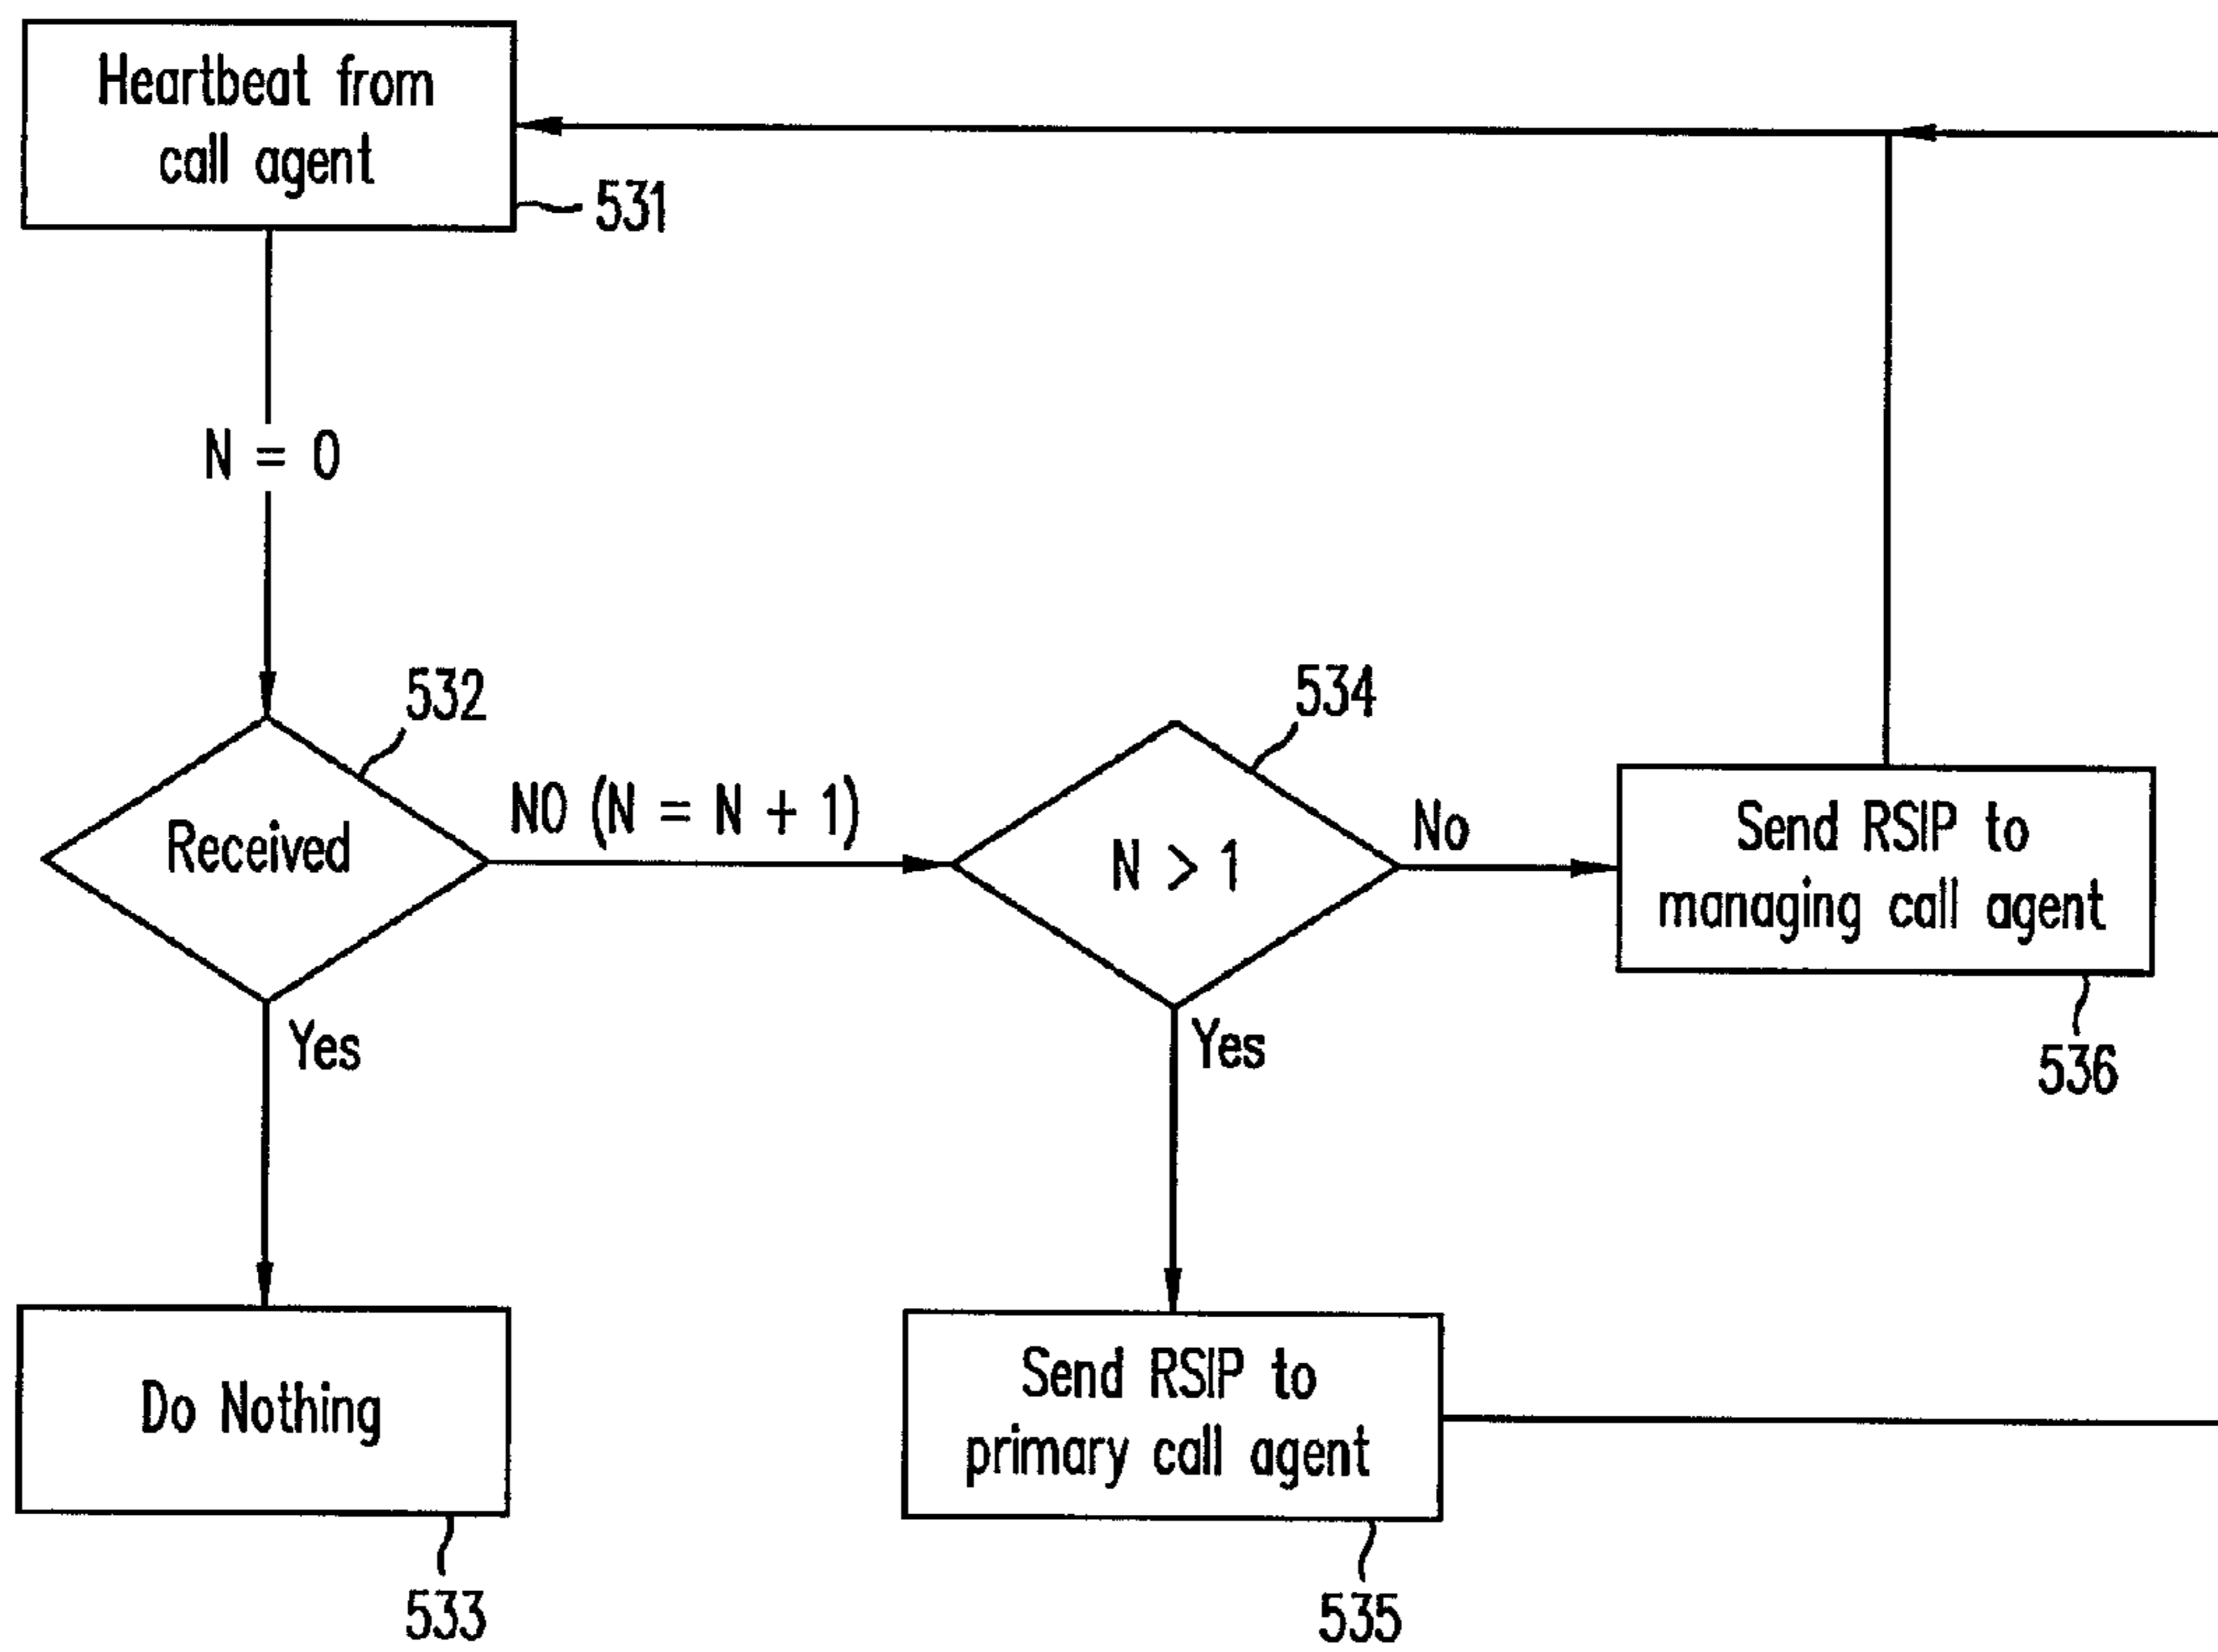 Heartbeat from
call agent
531
N = 0
532
534
Received
NO (N = N + 1)
N > 1
No
Send RSIP to
managing call agent
536
Yes
Yes
Do Nothing
533
Send RSIP to
primary call agent
535